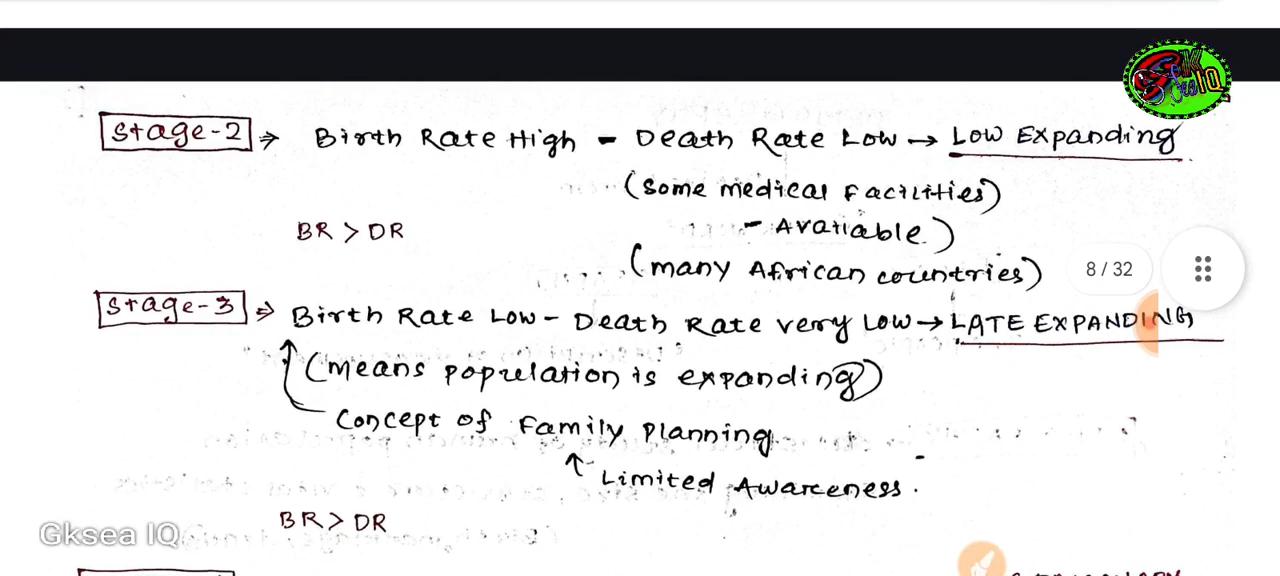 Stage-2 ⇒ Birth Rate High - Death Rate Low → Low Expanding
(Some medical Facilities)
- Available)
BR > DR
(many African countries)
8 / 32
Stage-3 ⇒ Birth Rate Low - Death Rate very Low → LATE EXPANDING
(means population is expanding)
Concept of Family Planning
Limited Awareness.
BR > DR
Gksea IQ